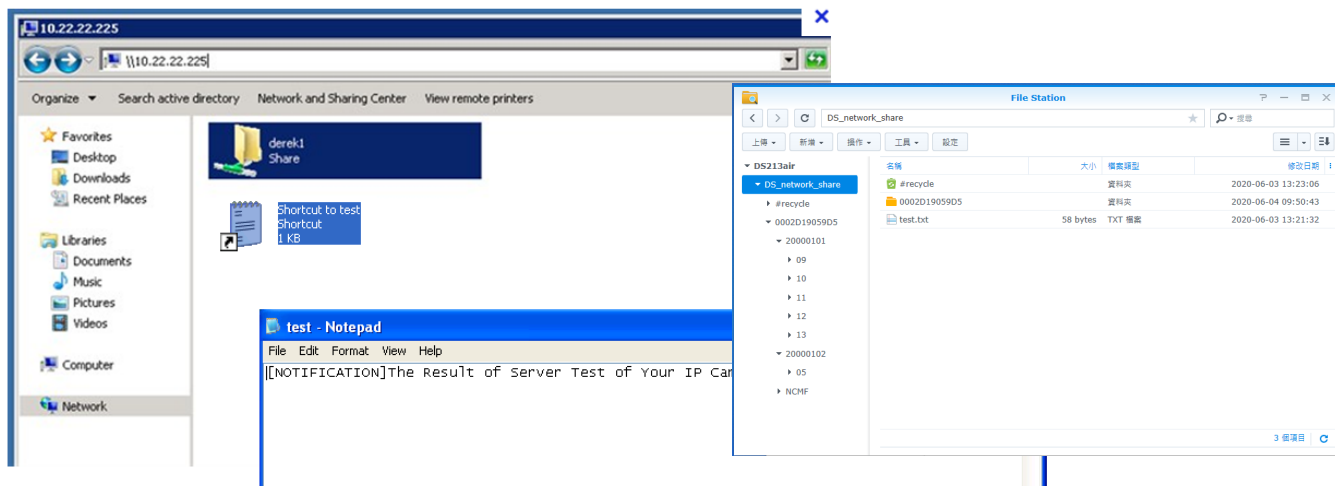 10.22.22.225
\\10.22.22.225
Organize Search active directory Network and Sharing Center View remote printers
Favorites
Desktop
Downloads
Recent Places
Libraries
Documents
Music
Pictures
Videos
Computer
Network
derek1
Share
Shortcut to test
Shortcut
1 KB
test - Notepad
File Edit Format View Help
[NOTIFICATION]The Result of Server Test of Your IP Cam
File Station
DS_network_share
搜尋
上傳 新增 操作 工具 設定
DS213air
DS_network_share
#recycle
0002D19059D5
20000101
09
10
11
12
13
20000102
05
NCMF
名稱 大小 檔案類型 修改日期
#recycle 資料夾 2020-06-03 13:23:06
0002D19059D5 資料夾 2020-06-04 09:50:43
test.txt 58 bytes TXT 檔案 2020-06-03 13:21:32
3 個項目